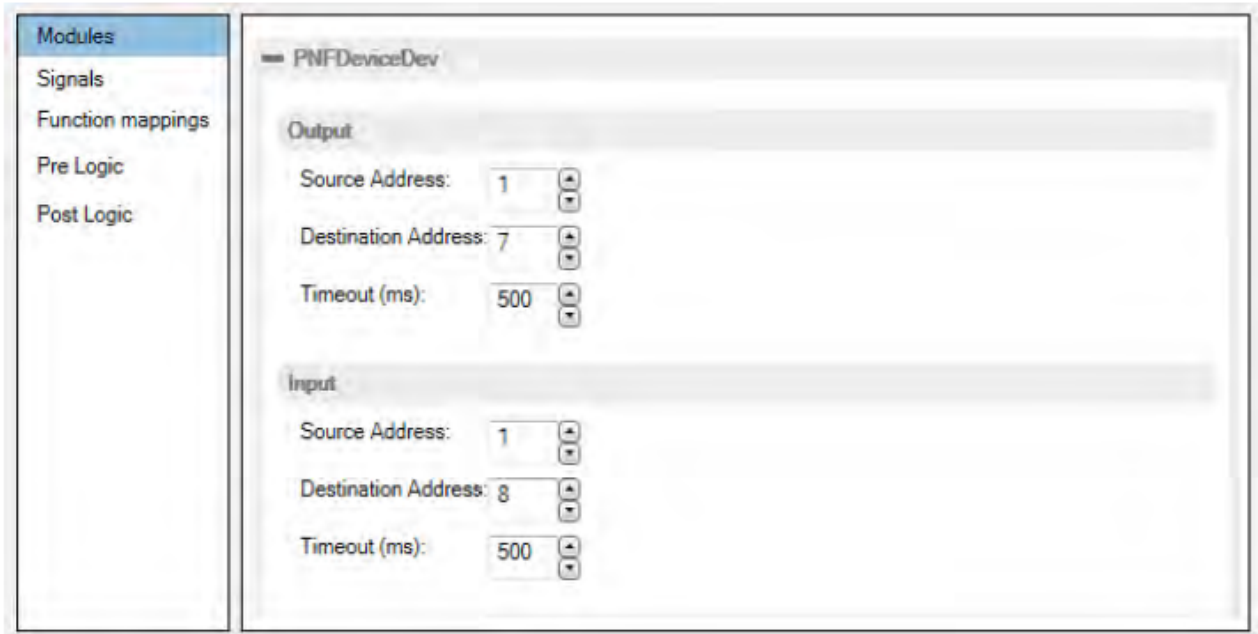 Modules
Signals
Function mappings
Pre Logic
Post Logic
PNFDeviceDev
Output
Source Address: 1
Destination Address: 7
Timeout (ms): 500
Input
Source Address: 1
Destination Address: 8
Timeout (ms): 500